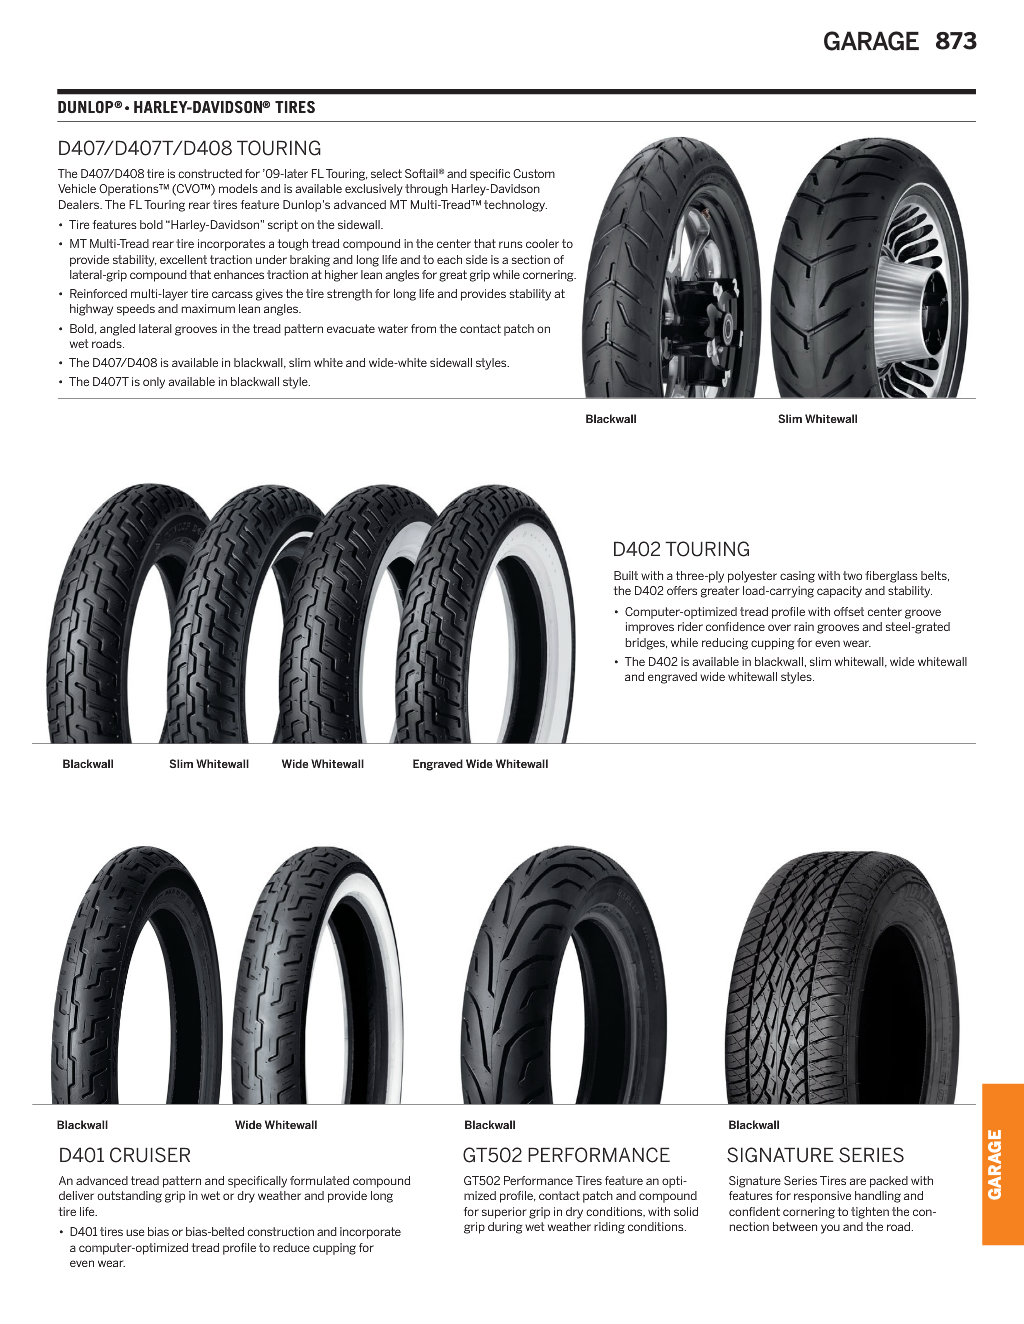 GARAGE 873
DUNLOP® • HARLEY-DAVIDSON® TIRES
D407/D407T/D408 TOURING
The D407/D408 tire is constructed for ’09-later FL Touring, select Softail® and specific Custom
Vehicle Operations™ (CVO™) models and is available exclusively through Harley-Davidson
Dealers. The FL Touring rear tires feature Dunlop’s advanced MT Multi-Tread™ technology.
• Tire features bold “Harley-Davidson” script on the sidewall.
• MT Multi-Tread rear tire incorporates a tough tread compound in the center that runs cooler to
provide stability, excellent traction under braking and long life and to each side is a section of
lateral-grip compound that enhances traction at higher lean angles for great grip while cornering.
• Reinforced multi-layer tire carcass gives the tire strength for long life and provides stability at
highway speeds and maximum lean angles.
• Bold, angled lateral grooves in the tread pattern evacuate water from the contact patch on
wet roads.
• The D407/D408 is available in blackwall, slim white and wide-white sidewall styles.
• The D407T is only available in blackwall style.
Blackwall
Slim Whitewall
D402 TOURING
Built with a three-ply polyester casing with two fiberglass belts,
the D402 offers greater load-carrying capacity and stability.
• Computer-optimized tread profile with offset center groove
improves rider confidence over rain grooves and steel-grated
bridges, while reducing cupping for even wear.
• The D402 is available in blackwall, slim whitewall, wide whitewall
and engraved wide whitewall styles.
Blackwall
Slim Whitewall
Wide Whitewall
Engraved Wide Whitewall
Blackwall
Wide Whitewall
D401 CRUISER
An advanced tread pattern and specifically formulated compound
deliver outstanding grip in wet or dry weather and provide long
tire life.
• D401 tires use bias or bias-belted construction and incorporate
a computer-optimized tread profile to reduce cupping for
even wear.
Blackwall
GT502 PERFORMANCE
GT502 Performance Tires feature an opti-
mized profile, contact patch and compound
for superior grip in dry conditions, with solid
grip during wet weather riding conditions.
Blackwall
SIGNATURE SERIES
Signature Series Tires are packed with
features for responsive handling and
confident cornering to tighten the con-
nection between you and the road.
GARAGE